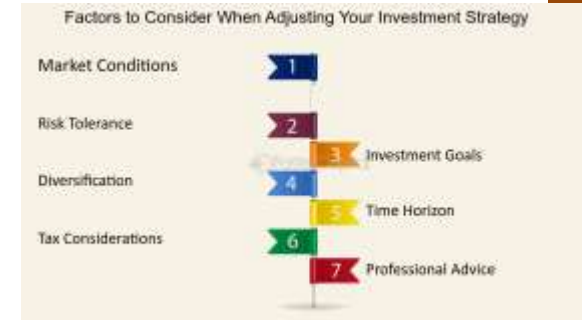 Factors to Consider When Adjusting Your Investment Strategy
Market Conditions
1
Risk Tolerance
2
3
Investment Goals
Diversification
4
5
Time Horizon
Tax Considerations
6
7
Professional Advice